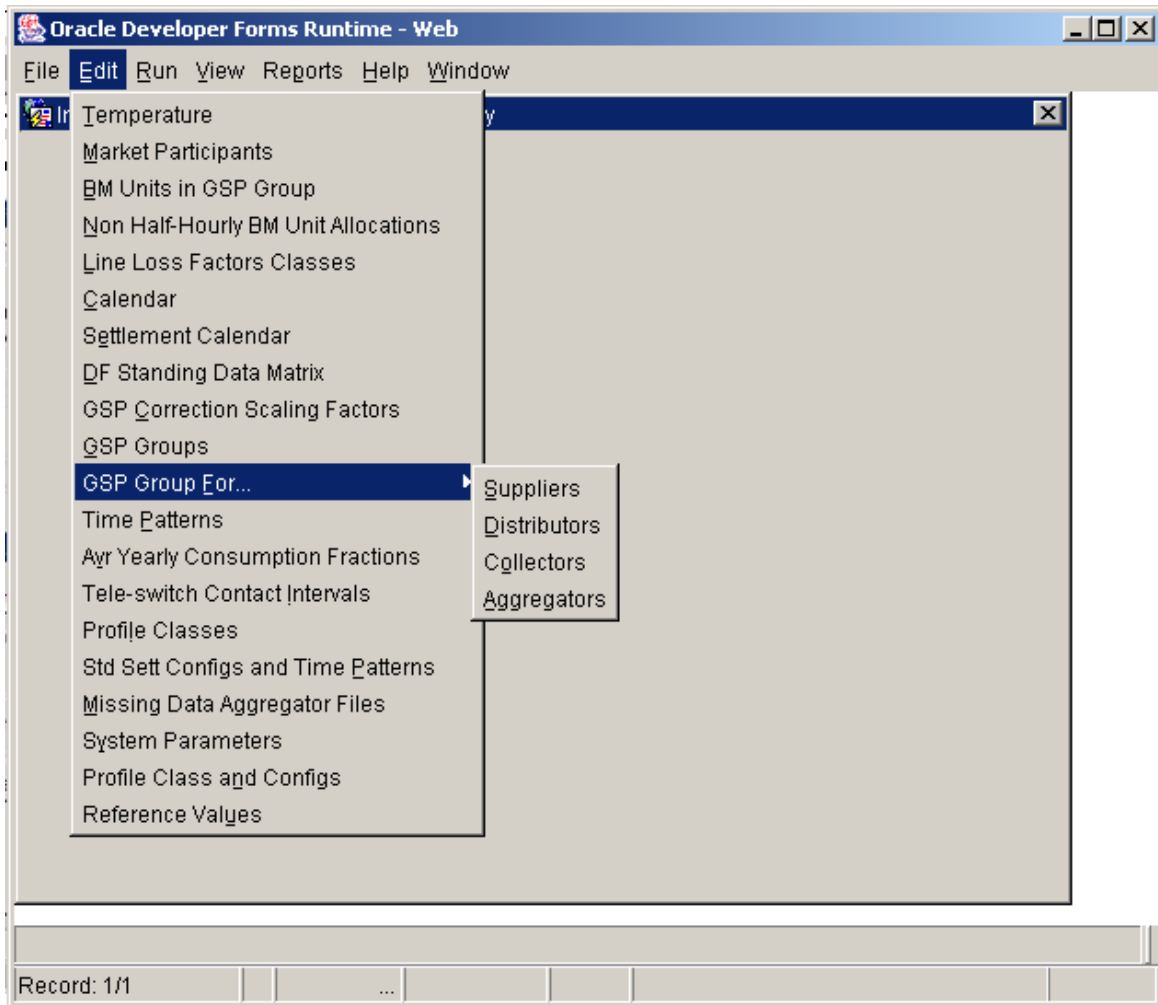 Oracle Developer Forms Runtime - Web
File Edit Run View Reports Help Window
Temperature
Market Participants
BM Units in GSP Group
Non Half-Hourly BM Unit Allocations
Line Loss Factors Classes
Calendar
Settlement Calendar
DF Standing Data Matrix
GSP Correction Scaling Factors
GSP Groups
GSP Group For...
Suppliers
Distributors
Collectors
Aggregators
Time Patterns
Avr Yearly Consumption Fractions
Tele-switch Contact Intervals
Profile Classes
Std Sett Configs and Time Patterns
Missing Data Aggregator Files
System Parameters
Profile Class and Configs
Reference Values
Record: 1/1
...